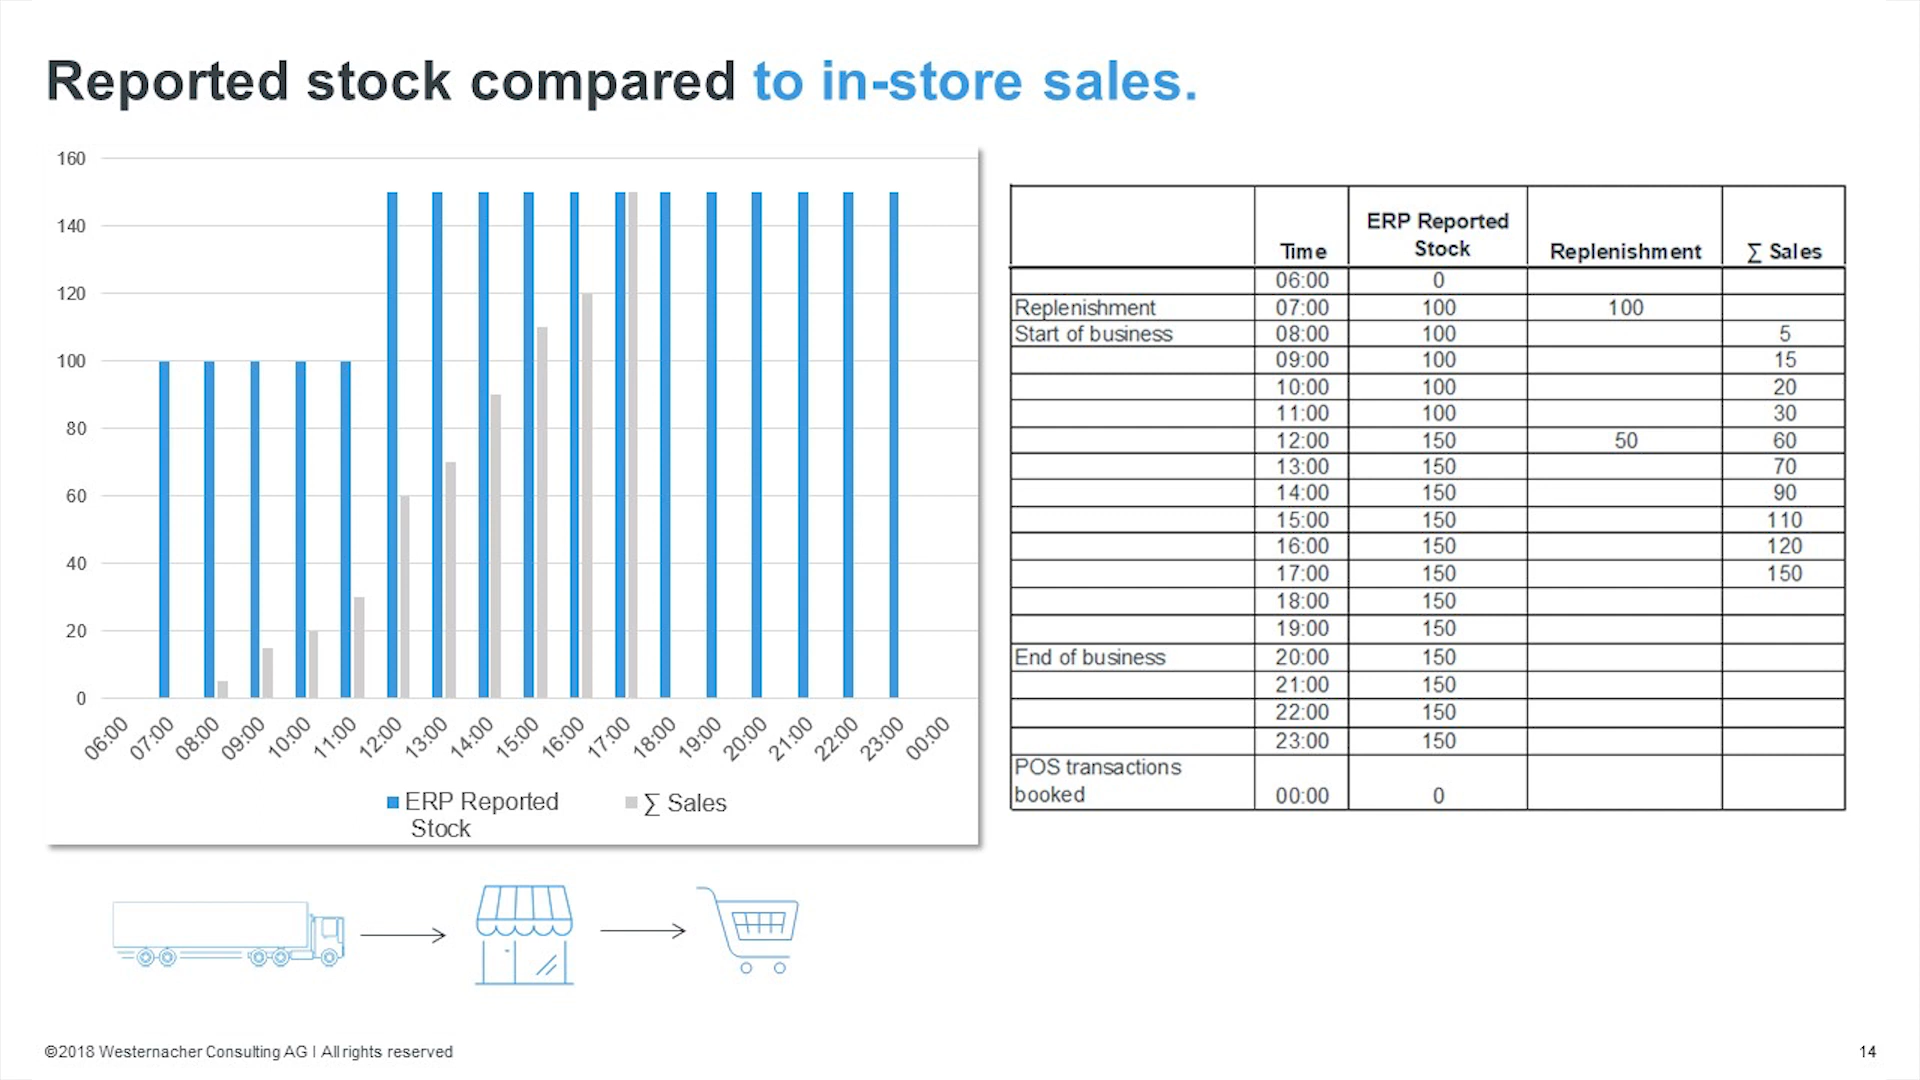 Reported stock compared to in-store sales.
160
140
120
100
80
60
40
20
0
06:00 07:00 08:00 09:00 10:00 11:00 12:00 13:00 14:00 15:00 16:00 17:00 18:00 19:00 20:00 21:00 22:00 23:00 00:00
ERP Reported ∑ Sales
Stock
ERP Reported
Time Stock Replenishment ∑ Sales
06:00 0
Replenishment 07:00 100 100
Start of business 08:00 100 5
09:00 100 15
10:00 100 20
11:00 100 30
12:00 150 50 60
13:00 150 70
14:00 150 90
15:00 150 110
16:00 150 120
17:00 150 150
18:00 150
19:00 150
End of business 20:00 150
21:00 150
22:00 150
23:00 150
POS transactions
booked 00:00 0
©2018 Westernacher Consulting AG I All rights reserved
14